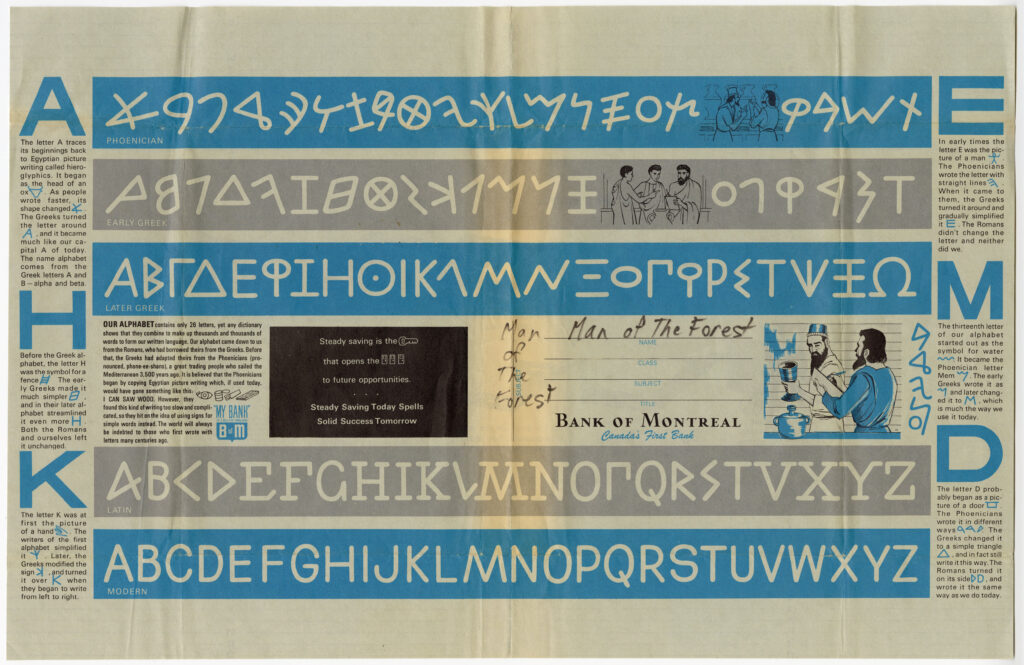 A
The letter A traces
its beginnings back
to Egyptian picture
writing called hiero-
glyphics. It began
as the head of an
ox. As people
wrote faster, its
shape changed.
The Greeks turned
the letter around
, and it became
much like our ca-
pital A of today.
The name alphabet
comes from the
Greek letters A and
B—alpha and beta.
H
Before the Greek al-
phabet, the letter H
was the symbol for a
fence. The ear-
ly Greeks made it
much simpler,
and in their later al-
phabet streamlined
it even more H.
Both the Romans
and ourselves left
it unchanged.
K
The letter K was at
first the picture
of a hand. The
writers of the first
alphabet simplified
it. Later, the
Greeks modified the
sign, and turned
it over K when
they began to write
from left to right.
PHOENICIAN
EARLY GREEK
LATER GREEK
OUR ALPHABET contains only 26 letters, yet any dictionary
shows that they combine to make up thousands and thousands of
words to form our written language. Our alphabet came down to us
from the Romans, who had borrowed theirs from the Greeks. Before
that, the Greeks had adapted theirs from the Phoenicians (pro-
nounced, phone-ee-shans), a great trading people who sailed the
Mediterranean 3,500 years ago. It is believed that the Phoenicians
began by copying Egyptian picture writing which, if used today,
would have gone something like this:
I CAN SAW WOOD. However, they
found this kind of writing too slow and compli-
cated, so they hit on the idea of using signs for
simple words instead. The world will always
be indebted to those who first wrote with
letters many centuries ago.
"MY BANK"
B of M
Steady saving is the
that opens the
to future opportunities.
. . .
Steady Saving Today Spells
Solid Success Tomorrow
Man
of
The
Forest
Man of The Forest
NAME
CLASS
SUBJECT
SUBJECT
TITLE
BANK OF MONTREAL
Canada's First Bank
ABCDEFGHIKLMNOPQRSTVXYZ
LATIN
ABCDEFGHIJKLMNOPQRSTUVWXYZ
MODERN
E
In early times the
letter E was the pic-
ture of a man.
The Phoenicians
wrote the letter with
straight lines.
When it came to
them, the Greeks
turned it around and
gradually simplified
it E. The Romans
didn't change the
letter and neither
did we.
M
The thirteenth letter
of our alphabet
started out as the
symbol for water
. It became the
Phoenician letter
Mem. The early
Greeks wrote it as
and later chang-
ed it to M, which
is much the way we
use it today.
D
The letter D prob-
ably began as a pic-
ture of a door.
The Phoenicians
wrote it in different
ways. The
Greeks changed it
to a simple triangle
Δ, and in fact still
write it this way. The
Romans turned it
on its side, and
wrote it the same
way as we do today.